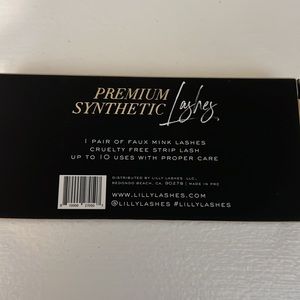 PREMIUM
SYNTHETIC Lashes
1 PAIR OF FAUX MINK LASHES
CRUELTY FREE STRIP LASH
UP TO 10 USES WITH PROPER CARE
DISTRIBUTED BY LILLY LASHES, LLC.,
REDONDO BEACH, CA. 90278 | MADE IN PRC
WWW.LILLYLASHES.COM
@LILLYLASHES #LILLYLASHES